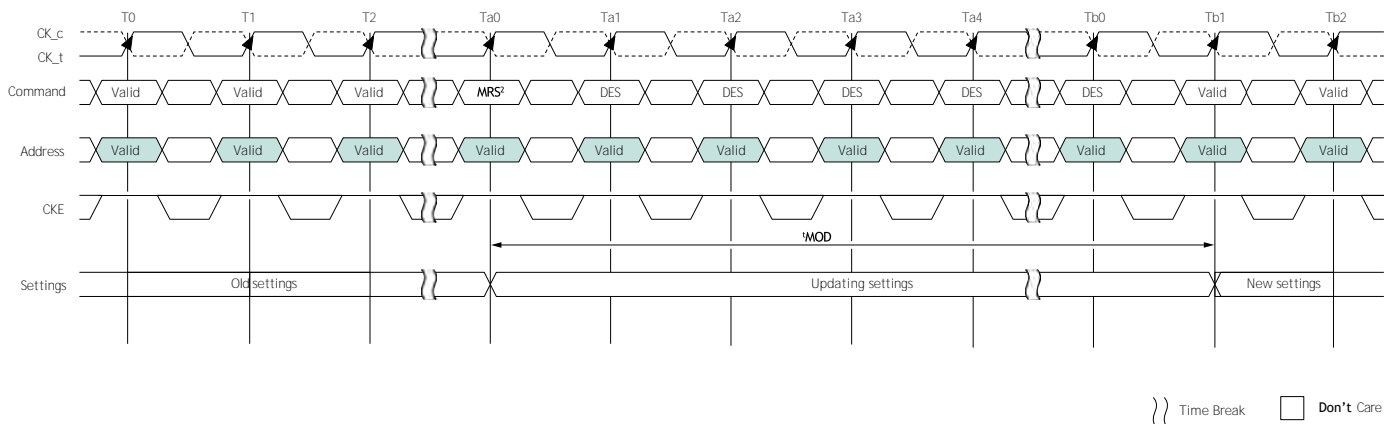 T0 T1 T2 Ta0 Ta1 Ta2 Ta3 Ta4 Tb0 Tb1 Tb2
CK_c
CK_t
Command Valid Valid Valid MRS² DES DES DES DES DES Valid Valid
Address Valid Valid Valid Valid Valid Valid Valid Valid Valid Valid Valid
CKE
ᵗMOD
Settings Old settings Updating settings New settings
Time Break Don't Care